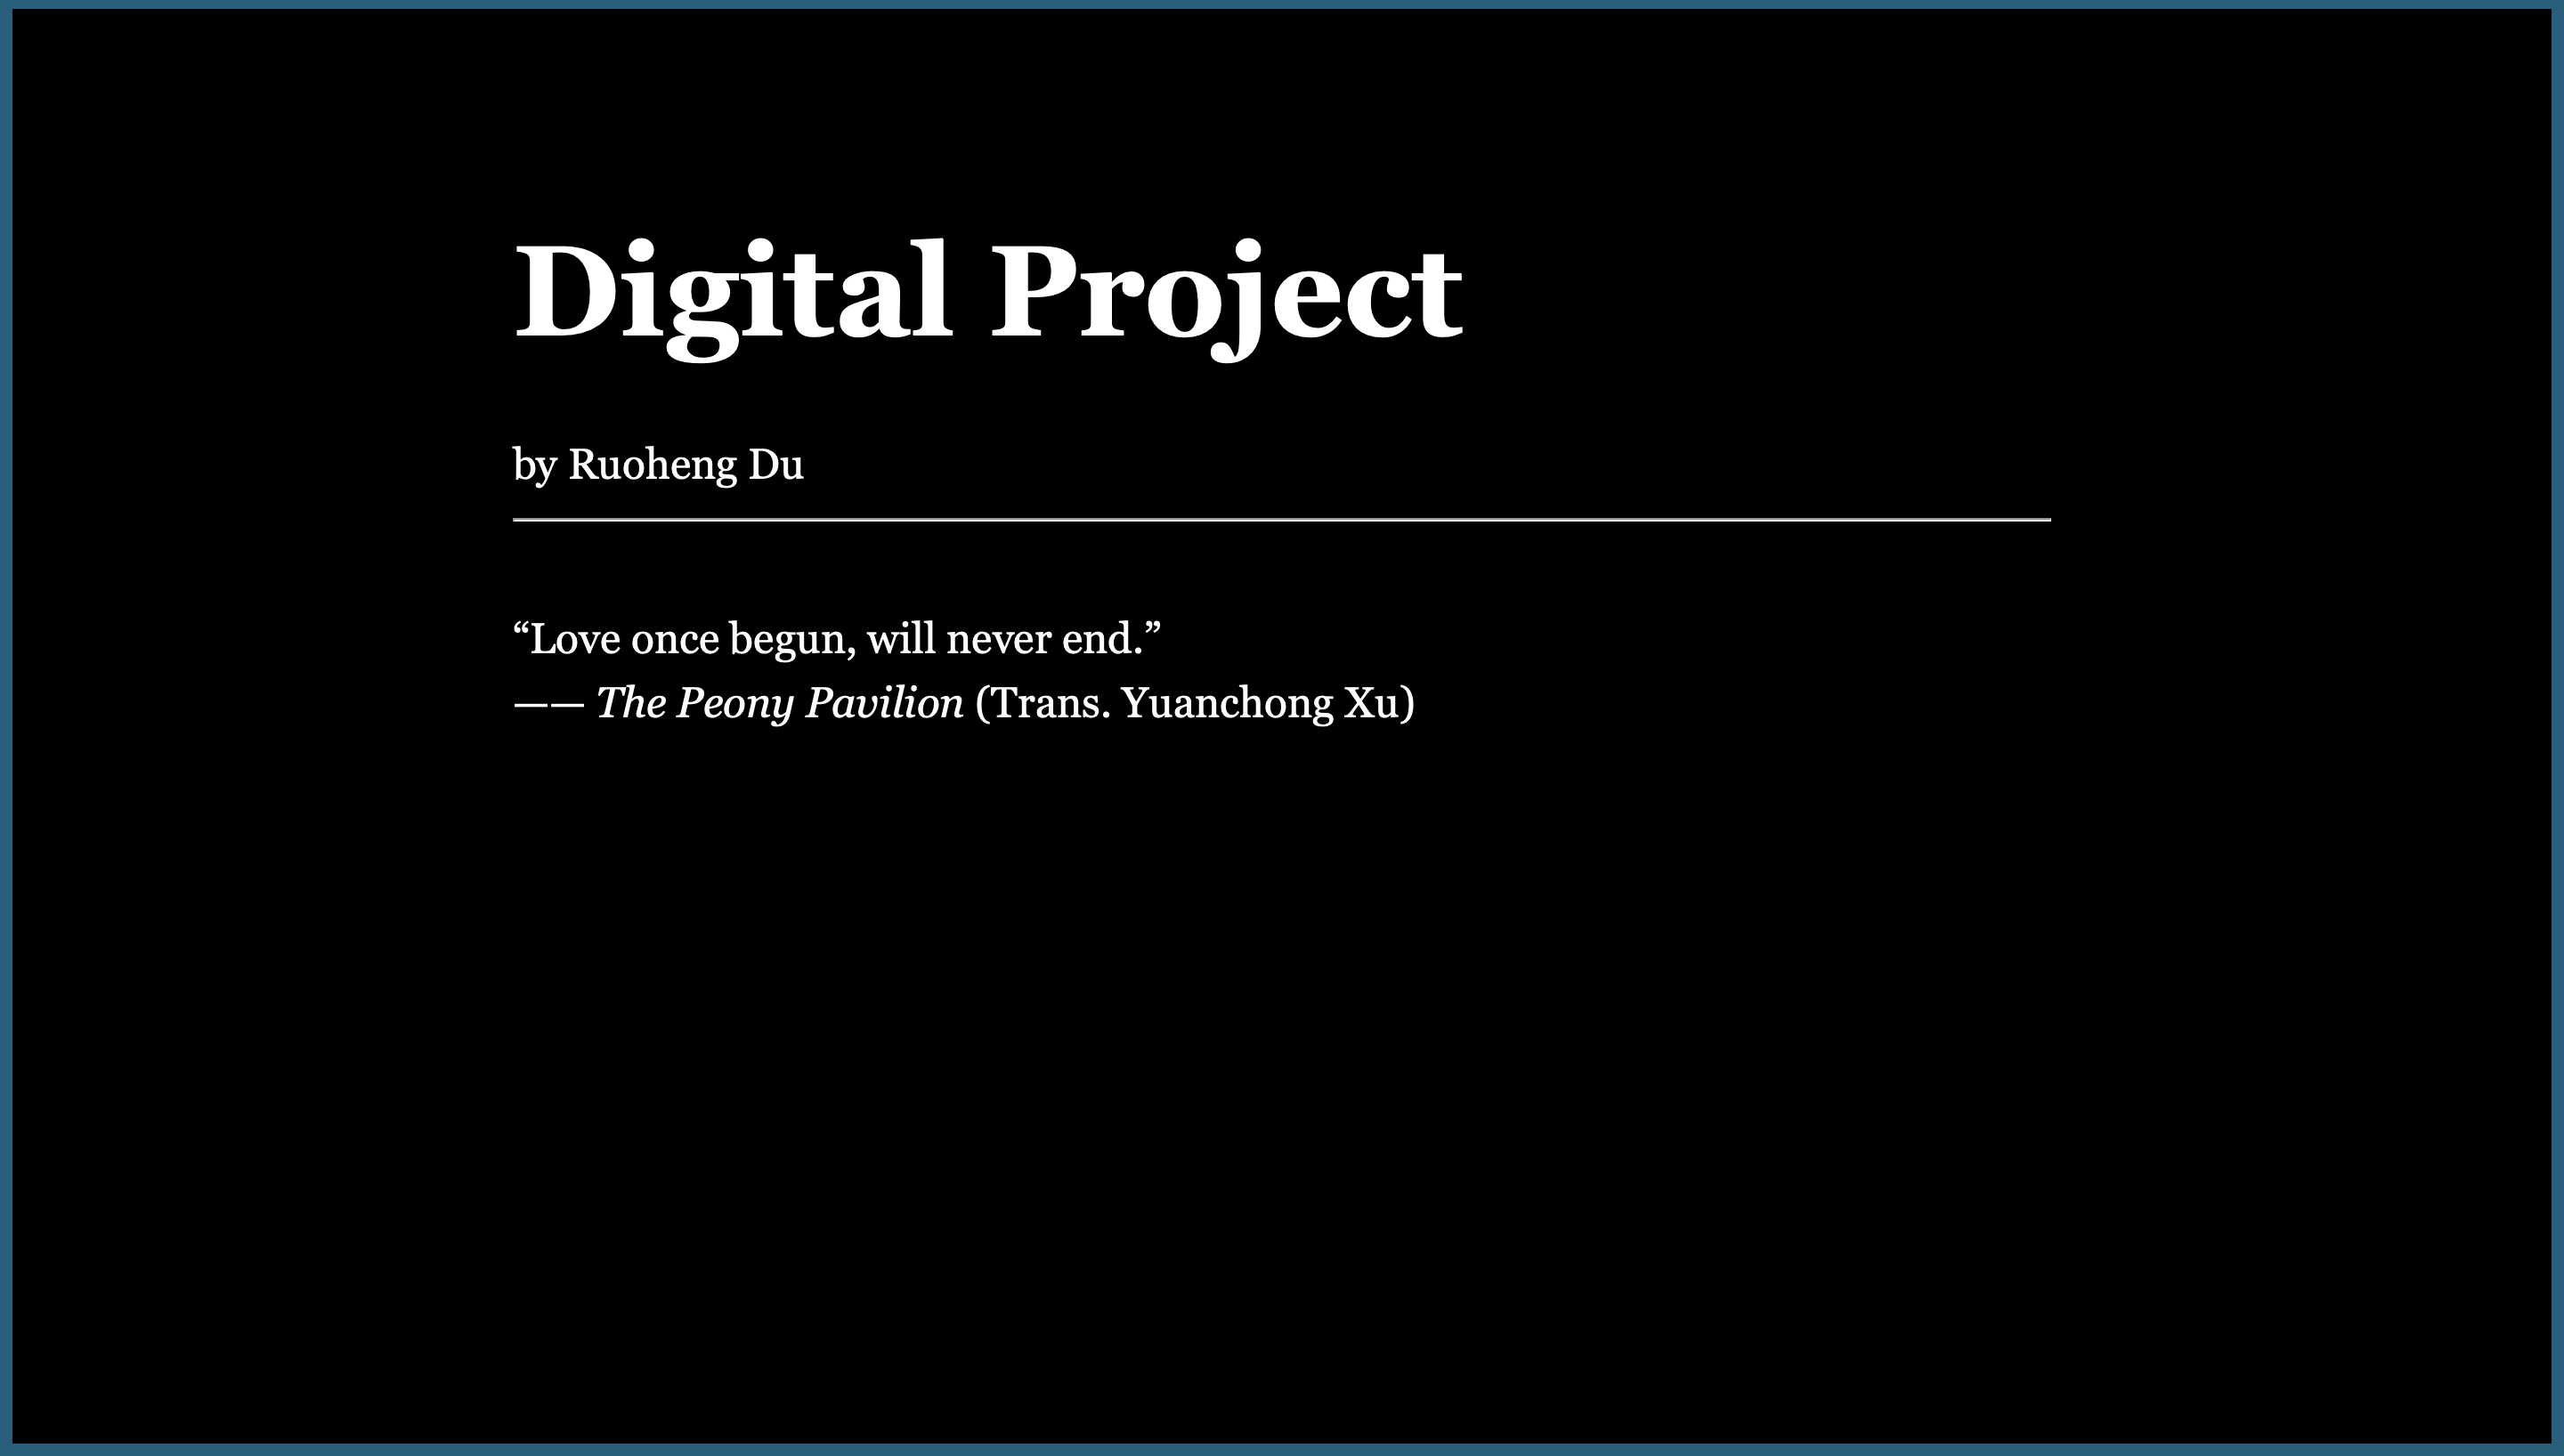 Digital Project
by Ruoheng Du
“Love once begun, will never end.”
—— The Peony Pavilion (Trans. Yuanchong Xu)